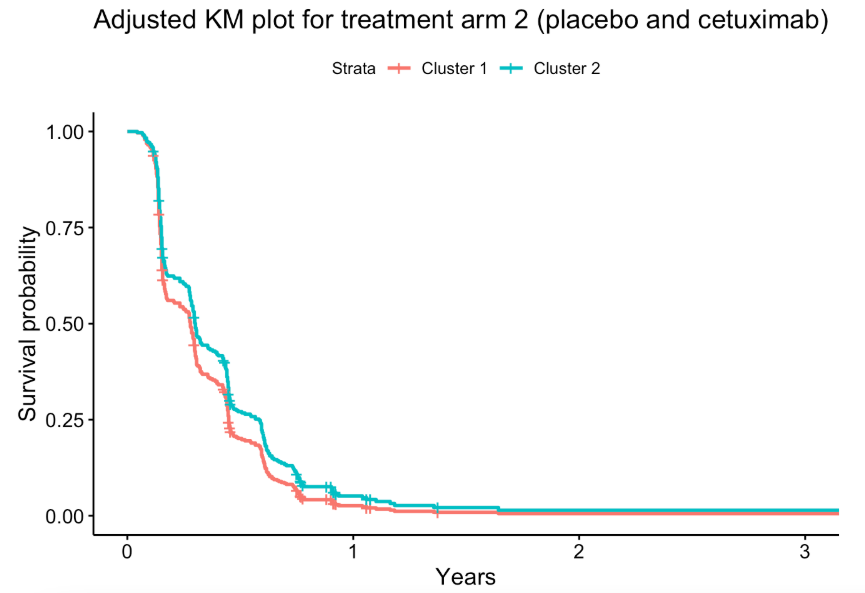 Adjusted KM plot for treatment arm 2 (placebo and cetuximab)
Strata Cluster 1 Cluster 2
Survival probability
1.00
0.75
0.50
0.25
0.00
0 1 2 3
Years